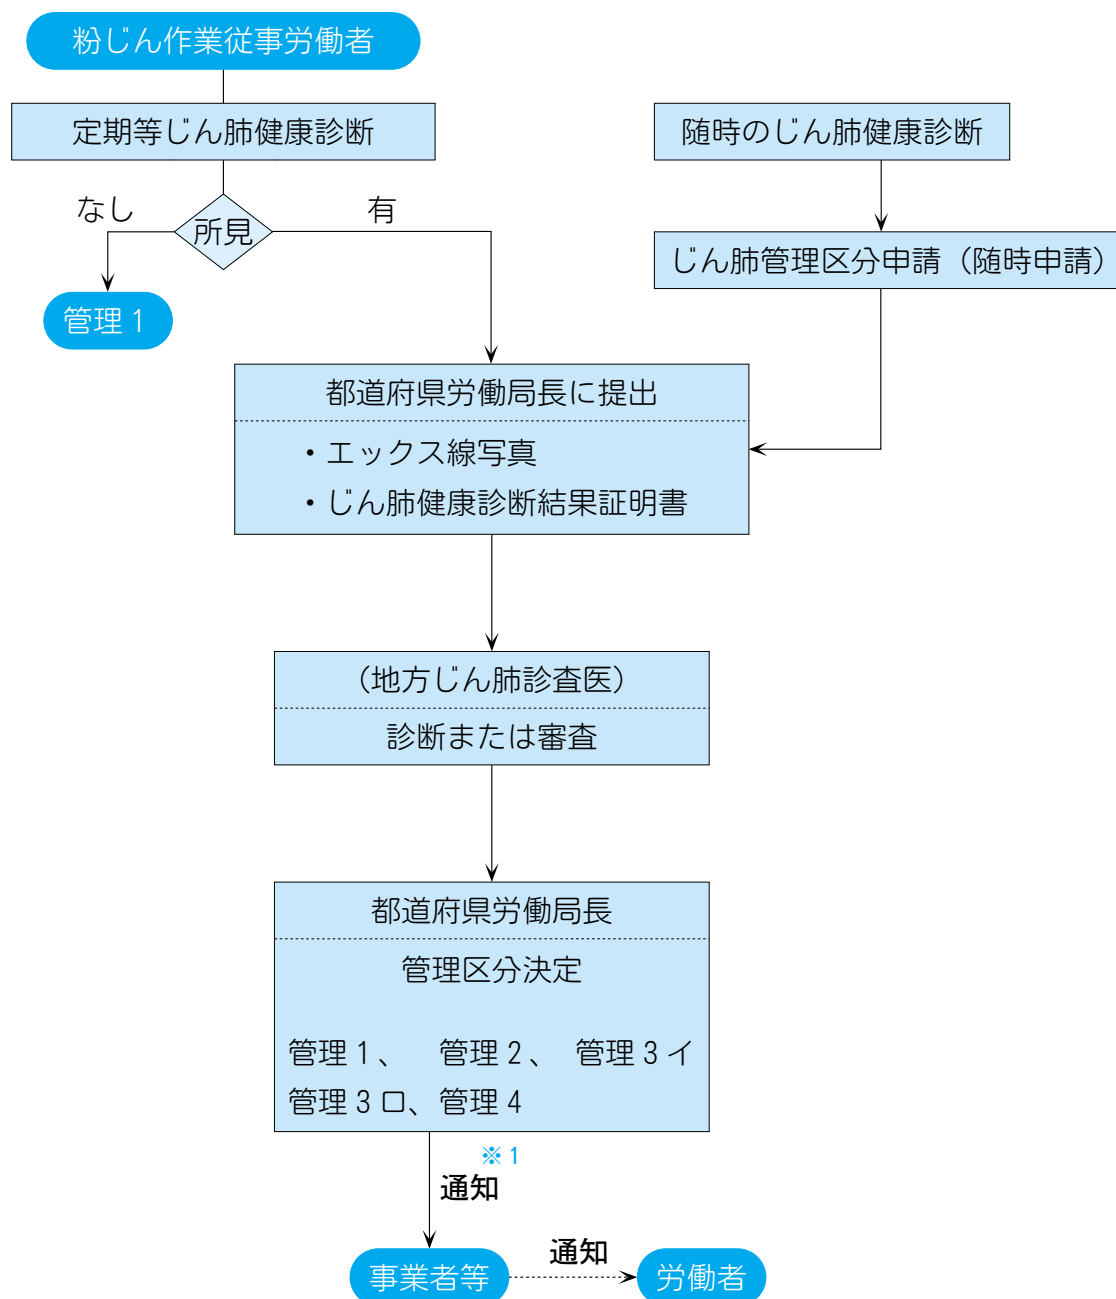 粉じん作業従事労働者
定期等じん肺健康診断
随時のじん肺健康診断
なし
有
所見
じん肺管理区分申請（随時申請）
管理1
都道府県労働局長に提出
・エックス線写真
・じん肺健康診断結果証明書
（地方じん肺診査医）
診断または審査
都道府県労働局長
管理区分決定
管理1、 管理2、 管理3イ
管理3ロ、管理4
※1
通知
通知
事業者等
労働者